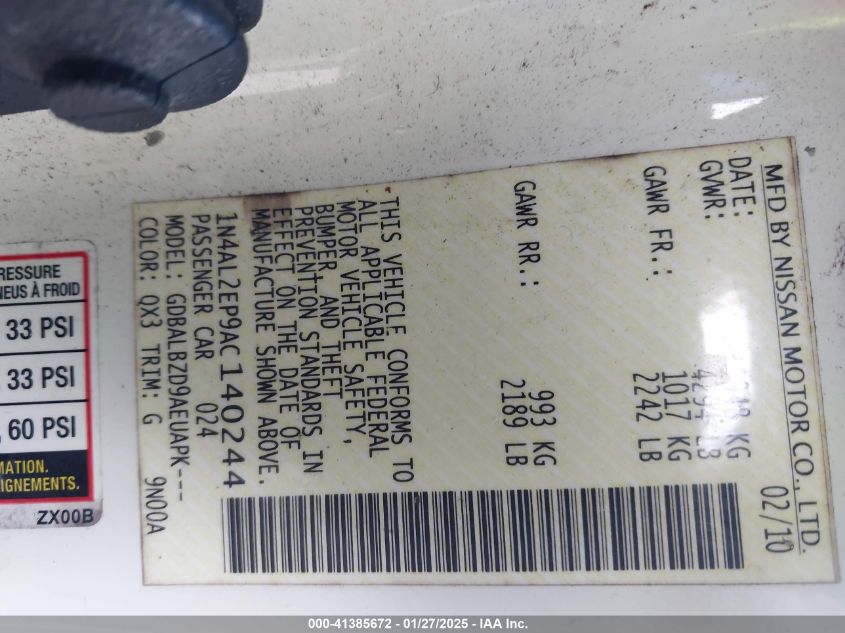 MFD BY NISSAN MOTOR CO., LTD.
DATE: 02/10
GVWR: KG
LB
GAWR FR.: 1017 KG
2242 LB
GAWR RR.: 993 KG
2189 LB
THIS VEHICLE CONFORMS TO
ALL APPLICABLE FEDERAL
MOTOR VEHICLE SAFETY,
BUMPER, AND THEFT
PREVENTION STANDARDS IN
EFFECT ON THE DATE OF
MANUFACTURE SHOWN ABOVE.
1N4AL2EP9AC140244
PASSENGER CAR 024
MODEL: GDBALBZD9AEUAPK---
COLOR: QX3 TRIM: G 9N00A
RESSURE
NEUS À FROID
33 PSI
33 PSI
60 PSI
MATION.
IGNEMENTS.
ZX00B
000-41385672 — 01/27/2025 — IAA Inc.